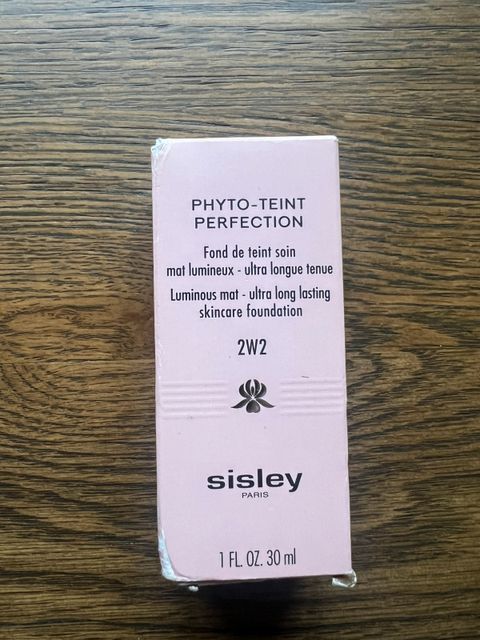 PHYTO-TEINT
PERFECTION
Fond de teint soin
mat lumineux - ultra longue tenue
Luminous mat - ultra long lasting
skincare foundation
2W2
sisley
PARIS
1 FL. OZ. 30 ml